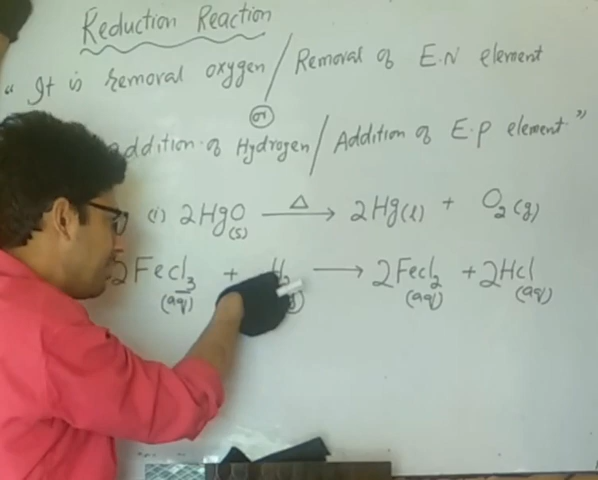 Reduction Reaction
" It is removal oxygen / Removal of E.N element
or
addition of Hydrogen / Addition of E.P element "
(i) 2HgO(s) —Δ→ 2Hg(l) + O₂(g)
2FeCl₃(aq) + H₂(g) → 2FeCl₂(aq) + 2HCl(aq)